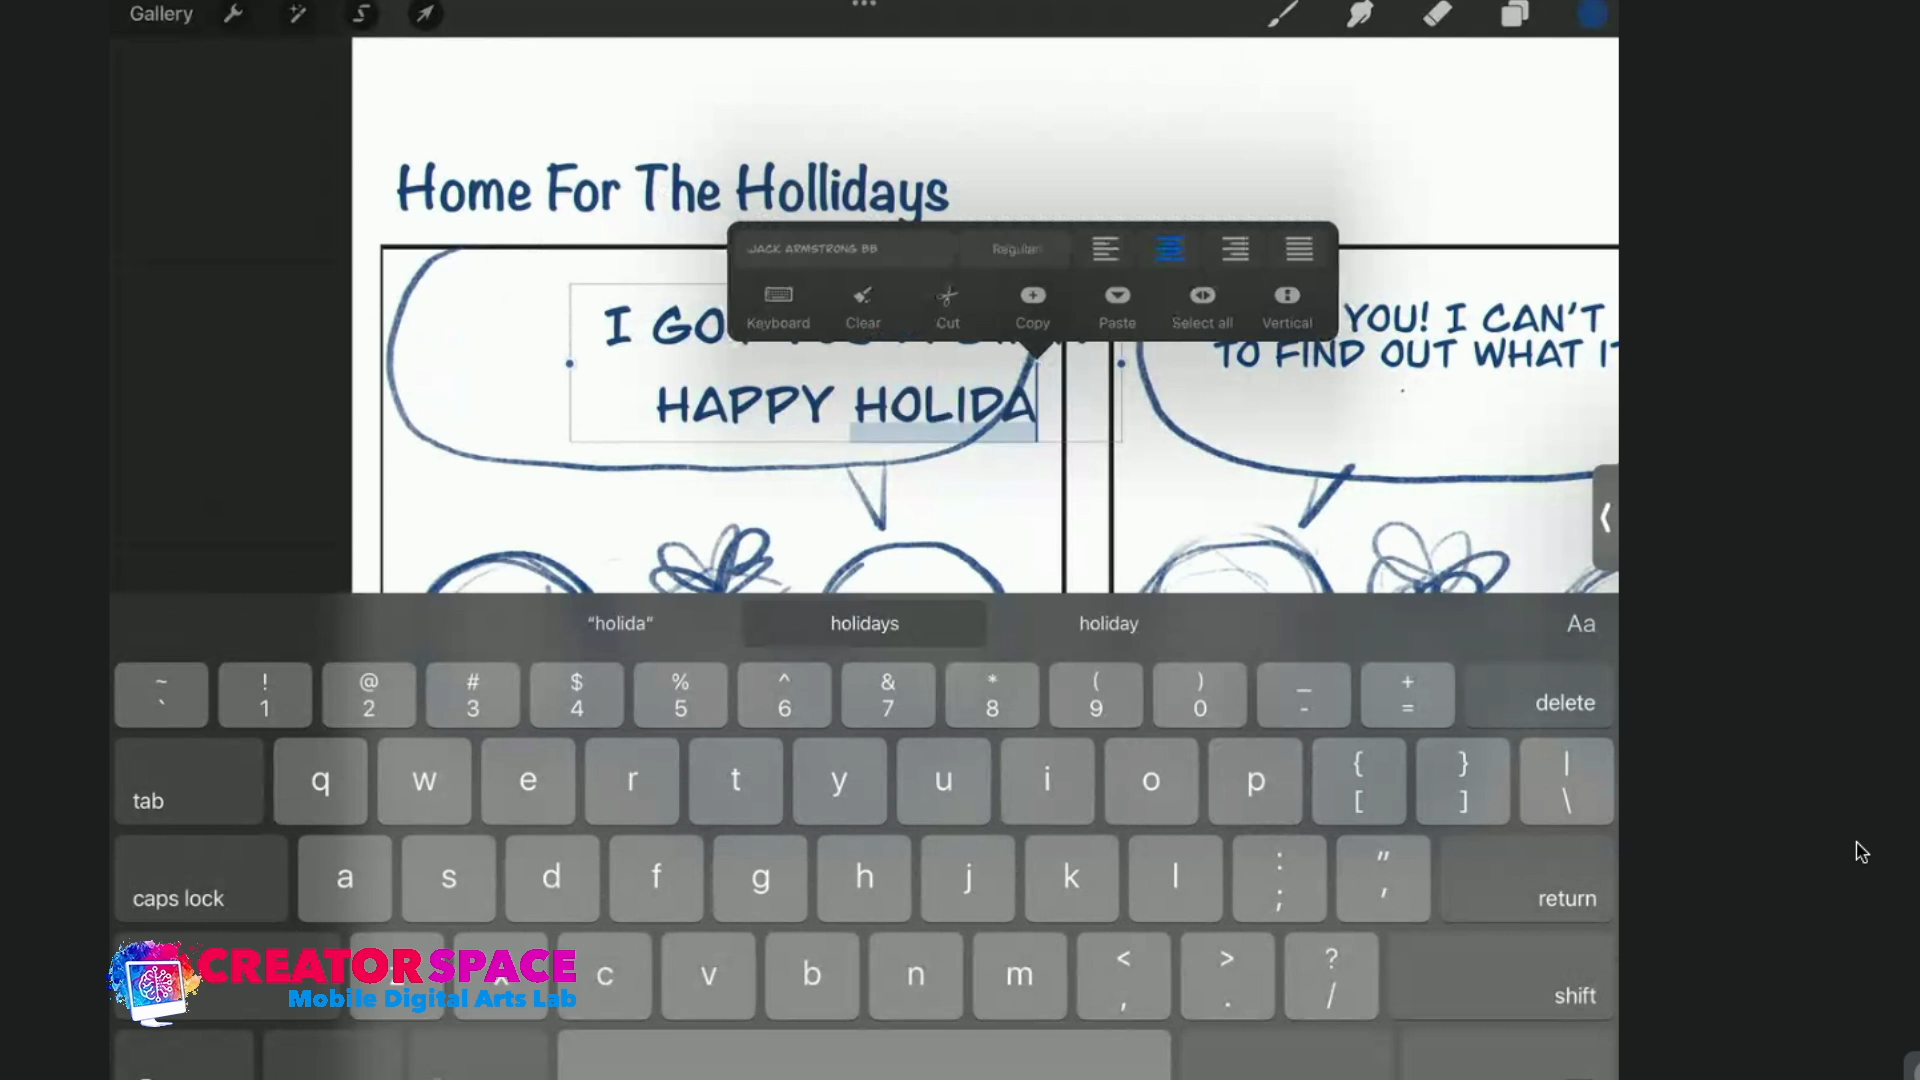 Gallery
Home For The Hollidays
JACK ARMSTRONG BB Regular
Keyboard Clear Cut Copy Paste Select all Vertical
I GO
HAPPY HOLIDA
YOU! I CAN'T
TO FIND OUT WHAT
"holida" holidays holiday Aa
~ ! @ # $ % ^ & * ( ) _ +
` 1 2 3 4 5 6 7 8 9 0 - = delete
tab q w e r t y u i o p { [ } ] | \
caps lock a s d f g h j k l : ; " ' return
c v b n m < , > . ? / shift
CREATORSPACE
Mobile Digital Arts Lab